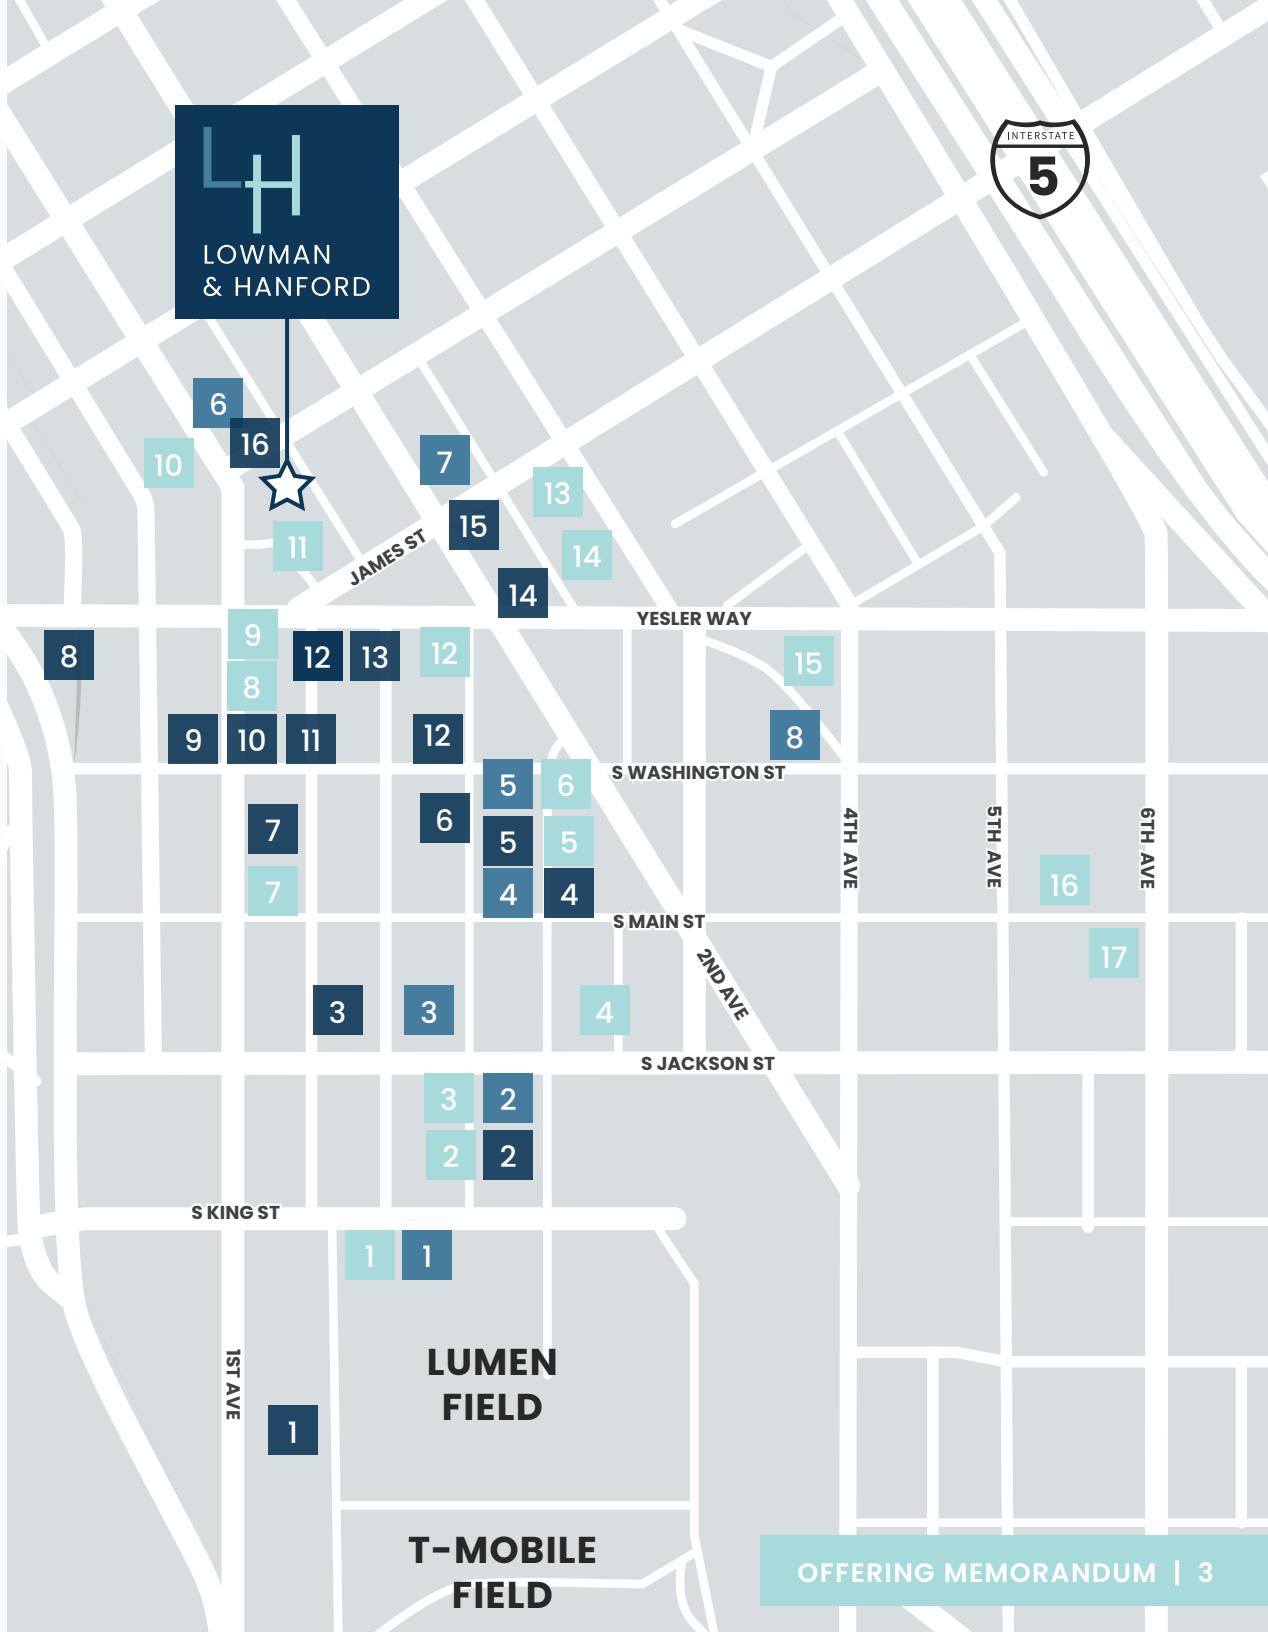 INTERSTATE
5
LOWMAN
& HANFORD
6
16
10
7
13
11
15
14
JAMES ST
14
YESLER WAY
9
8
12
13
12
15
8
9
10
11
12
8
S WASHINGTON ST
5
6
7
6
5
5
4TH AVE
5TH AVE
6TH AVE
7
4
4
16
S MAIN ST
17
2ND AVE
3
3
4
S JACKSON ST
3
2
2
2
S KING ST
1
1
1ST AVE
LUMEN
FIELD
1
T-MOBILE
FIELD
OFFERING MEMORANDUM | 3